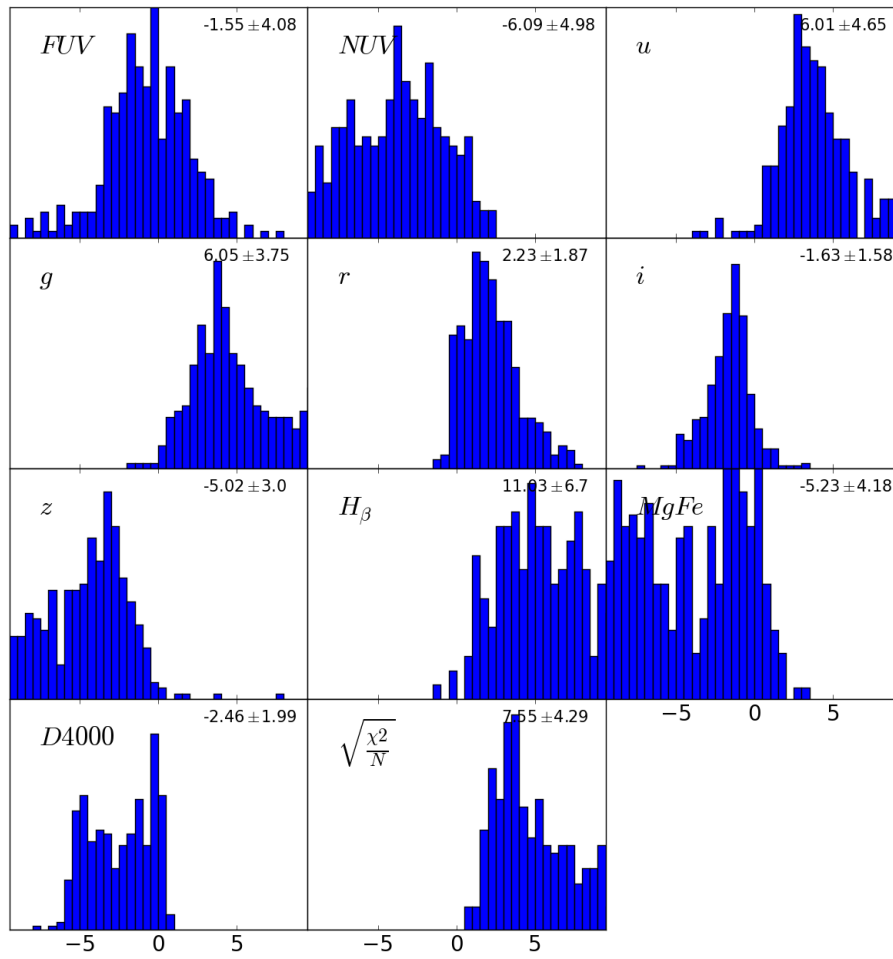 FUV -1.55±4.08
NUV -6.09±4.98
u 6.01±4.65
g 6.05±3.75
r 2.23±1.87
i -1.63±1.58
z -5.02±3.0
H_β 11.03±6.7
MgFe -5.23±4.18
−5 0 5
D4000 -2.46±1.99
√(χ2/N) 7.55±4.29
−5 0 5
−5 0 5